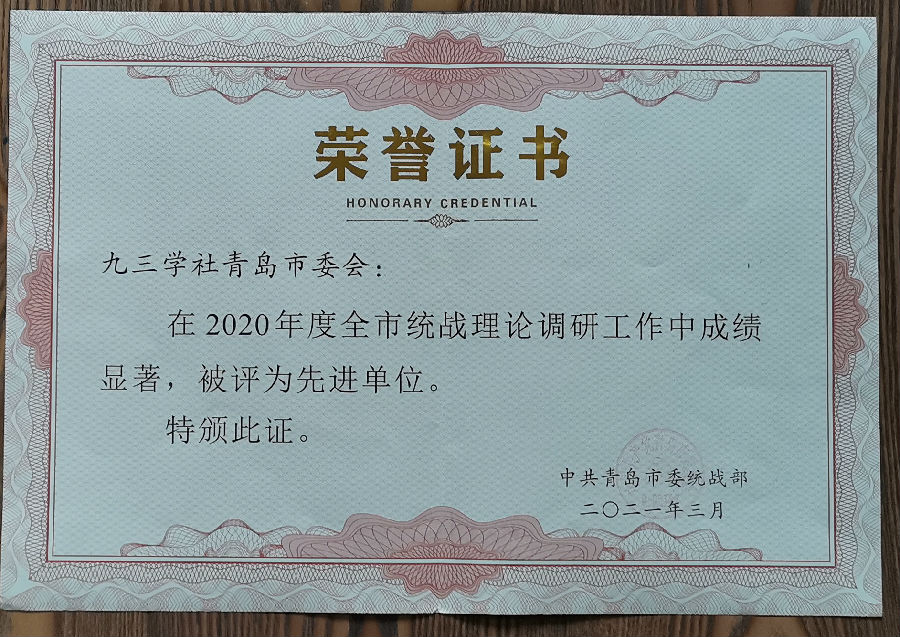 荣誉证书
HONORARY CREDENTIAL
九三学社青岛市委会：
在2020年度全市统战理论调研工作中成绩
显著，被评为先进单位。
特颁此证。
中共青岛市委统战部
二〇二一年三月